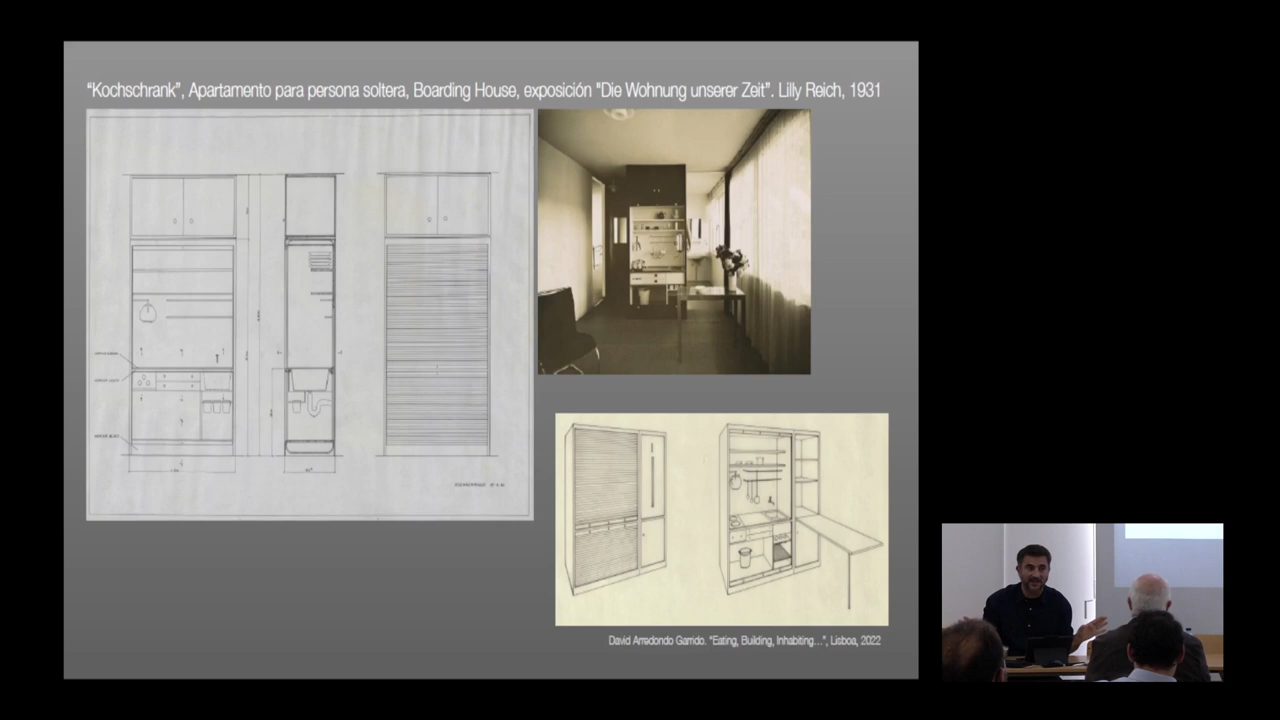 “Kochschrank”, Apartamento para persona soltera, Boarding House, exposición "Die Wohnung unserer Zeit". Lilly Reich, 1931
David Arredondo Garrido. “Eating, Building, Inhabiting...”, Lisboa, 2022